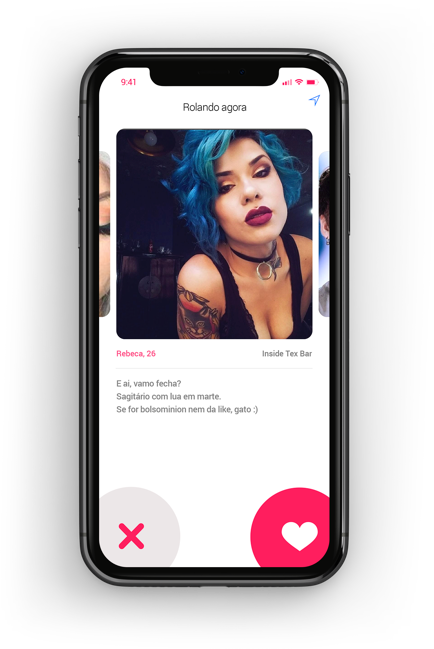 9:41
Rolando agora
Rebeca, 26 Inside Tex Bar
E ai, vamo fecha?
Sagitário com lua em marte.
Se for bolsominion nem da like, gato :)